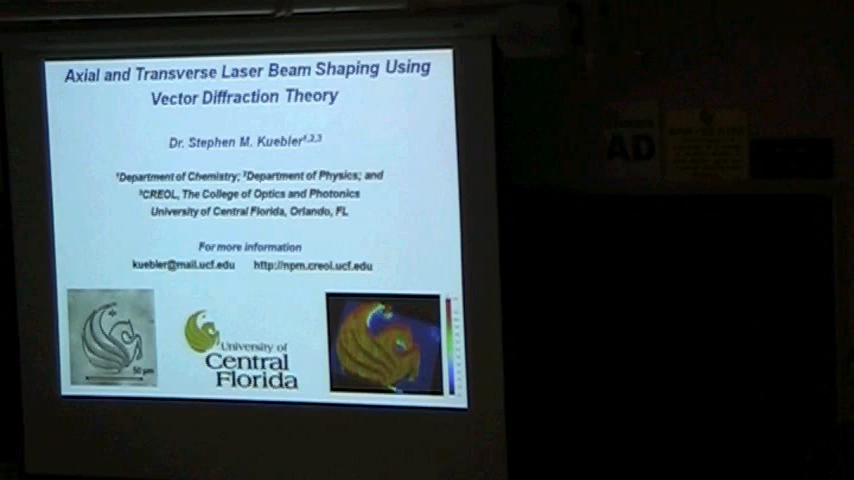 Axial and Transverse Laser Beam Shaping Using
Vector Diffraction Theory
Dr. Stephen M. Kuebler1,2,3
1Department of Chemistry; 2Department of Physics; and
3CREOL, The College of Optics and Photonics
University of Central Florida, Orlando, FL
For more information
kuebler@mail.ucf.edu http://npm.creol.ucf.edu
50 µm
University of
Central
Florida
AD